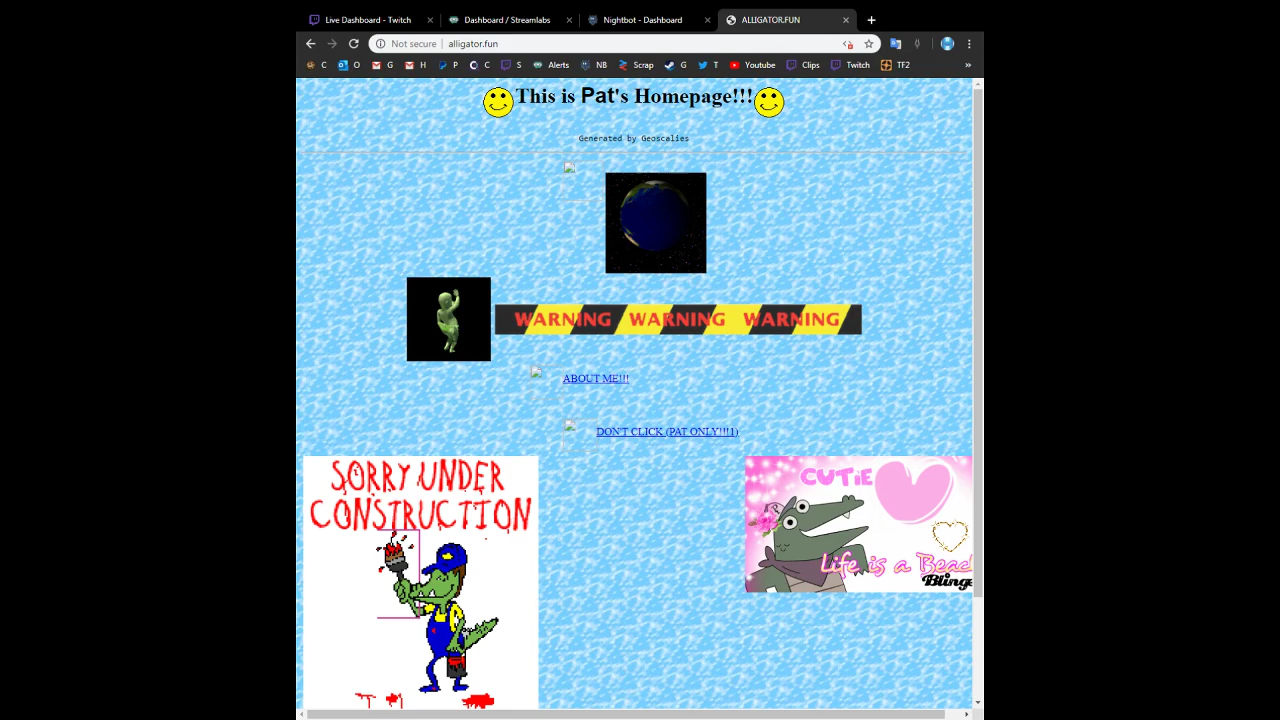 Live Dashboard - Twitch
Dashboard / Streamlabs
Nightbot - Dashboard
ALLIGATOR.FUN
Not secure
alligator.fun
C O G H P C S Alerts NB Scrap G T Youtube Clips Twitch TF2 »
This is Pat's Homepage!!!
Generated by Geoscalies
WARNING WARNING WARNING
ABOUT ME!!!
DON'T CLICK (PAT ONLY!!!1)
SORRY UNDER
CONSTRUCTION
CUTiE
Life is a Beac
Blinge